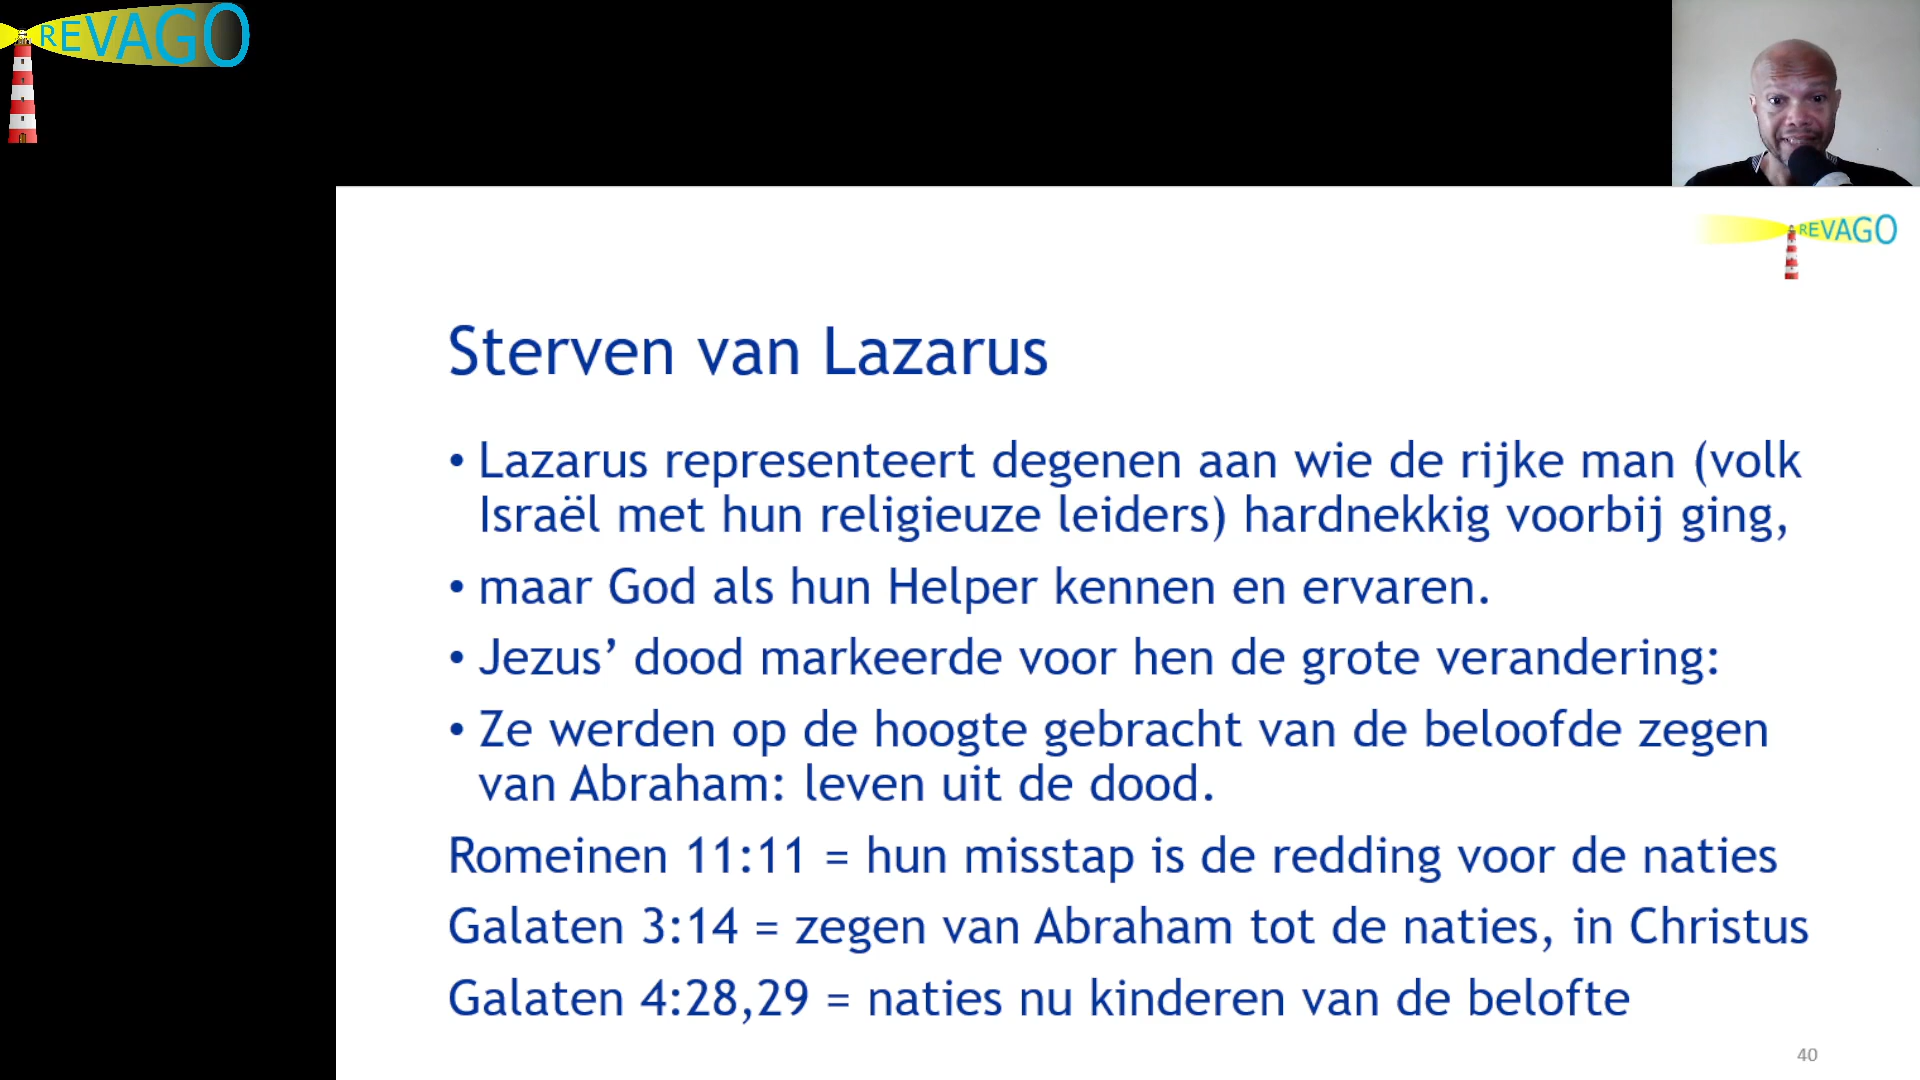 REVAGO
REVAGO
Sterven van Lazarus
• Lazarus representeert degenen aan wie de rijke man (volk
Israël met hun religieuze leiders) hardnekkig voorbij ging,
• maar God als hun Helper kennen en ervaren.
• Jezus’ dood markeerde voor hen de grote verandering:
• Ze werden op de hoogte gebracht van de beloofde zegen
van Abraham: leven uit de dood.
Romeinen 11:11 = hun misstap is de redding voor de naties
Galaten 3:14 = zegen van Abraham tot de naties, in Christus
Galaten 4:28,29 = naties nu kinderen van de belofte
40